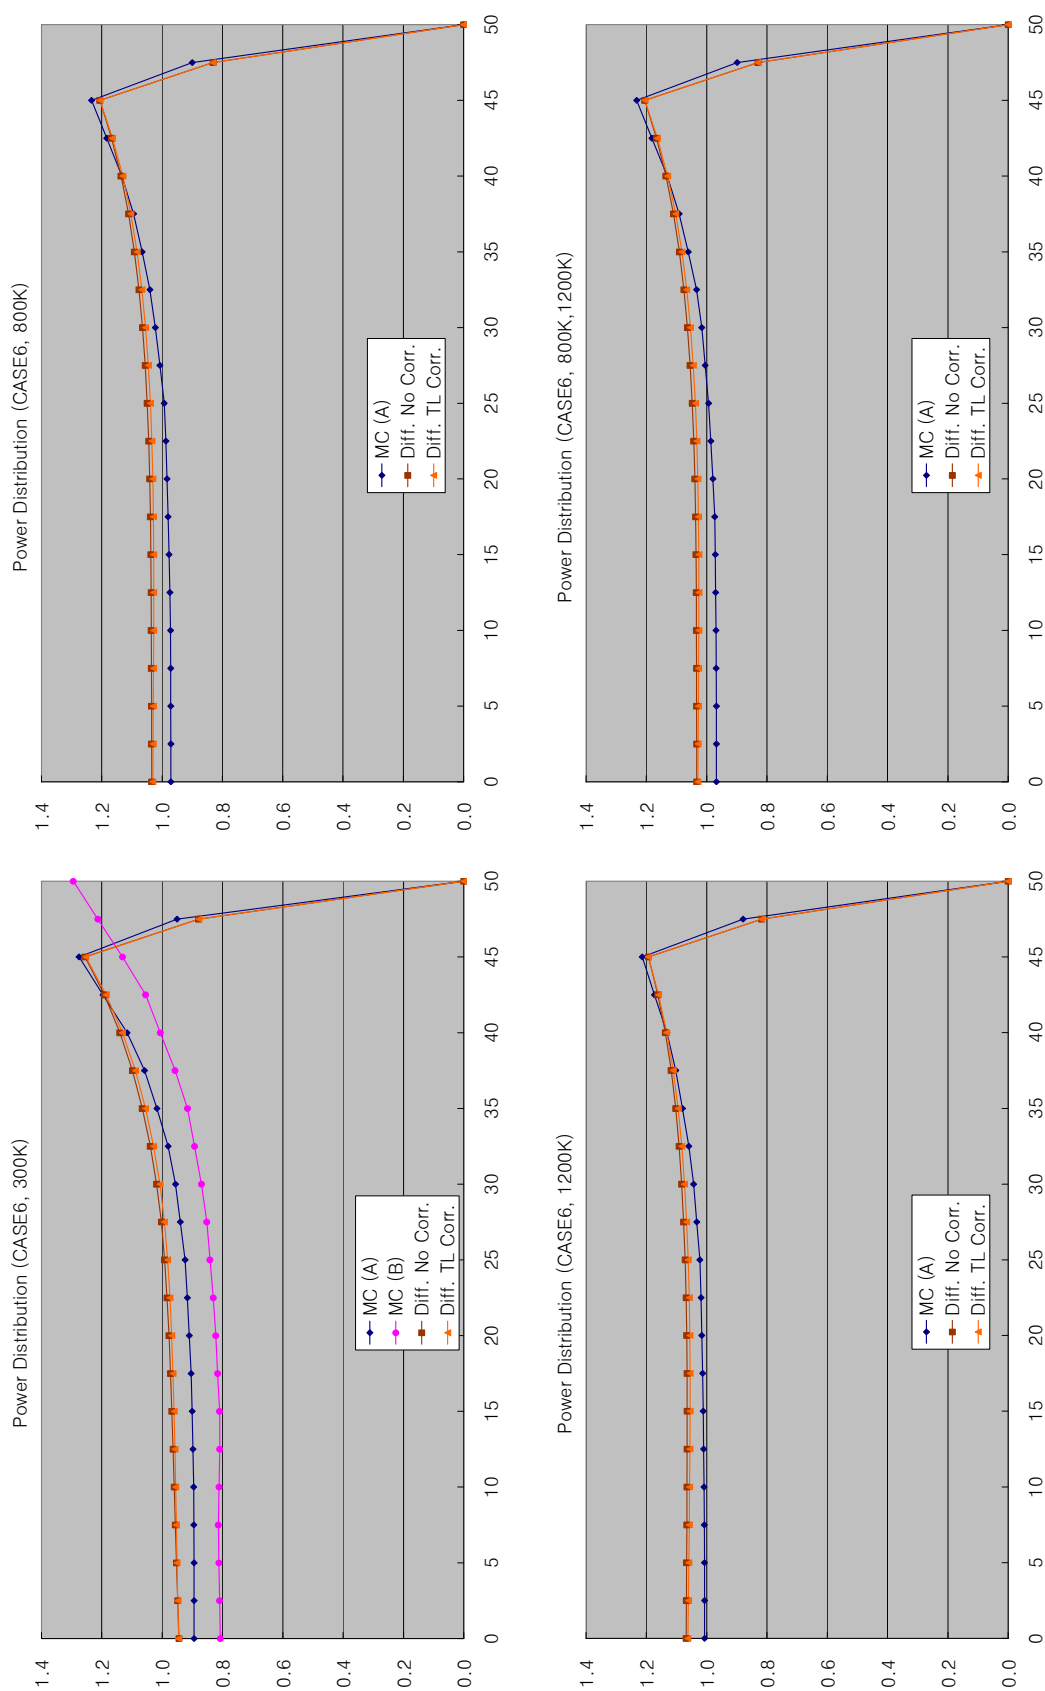 Power Distribution (CASE6, 300K)
1.4
1.2
1.0
0.8
0.6
0.4
0.2
0.0
0 5 10 15 20 25 30 35 40 45 50
MC (A)
MC (B)
Diff. No Corr.
Diff. TL Corr.
Power Distribution (CASE6, 800K)
1.4
1.2
1.0
0.8
0.6
0.4
0.2
0.0
0 5 10 15 20 25 30 35 40 45 50
MC (A)
Diff. No Corr.
Diff. TL Corr.
Power Distribution (CASE6, 1200K)
1.4
1.2
1.0
0.8
0.6
0.4
0.2
0.0
0 5 10 15 20 25 30 35 40 45 50
MC (A)
Diff. No Corr.
Diff. TL Corr.
Power Distribution (CASE6, 800K,1200K)
1.4
1.2
1.0
0.8
0.6
0.4
0.2
0.0
0 5 10 15 20 25 30 35 40 45 50
MC (A)
Diff. No Corr.
Diff. TL Corr.